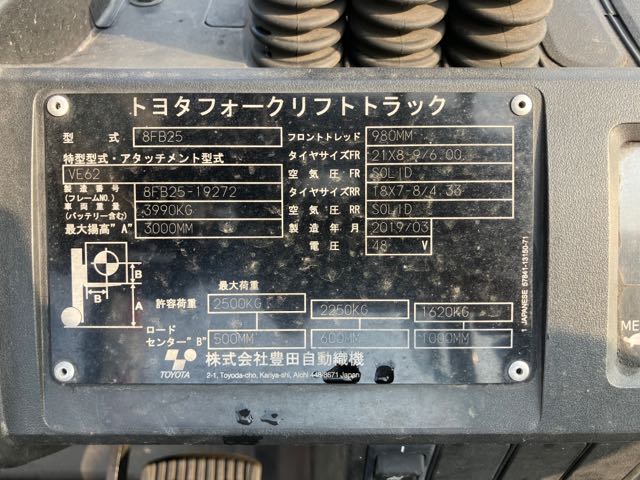 トヨタフォークリフトトラック
型式 8FB25 フロントトレッド 980MM
特型型式・アタッチメント型式 タイヤサイズFR 21X8-9/6.00
VE62 空気圧 FR SOLID
製造番号 (フレームNO.) 8FB25-19272 タイヤサイズRR 18X7-8/4.33
車両重量 (バッテリー含む) 3990KG 空気圧 RR SOLID
最大揚高"A" 3000MM 製造年月 2019/03
電圧 48 V
B
B
A
最大荷重
許容荷重 2500KG 2250KG 1620KG
ロードセンター"B" 500MM 600MM 1000MM
TOYOTA
株式会社豊田自動織機
2-1, Toyoda-cho, Kariya-shi, Aichi 448-8671 Japan
JAPANESE 57841-13150-71
ME